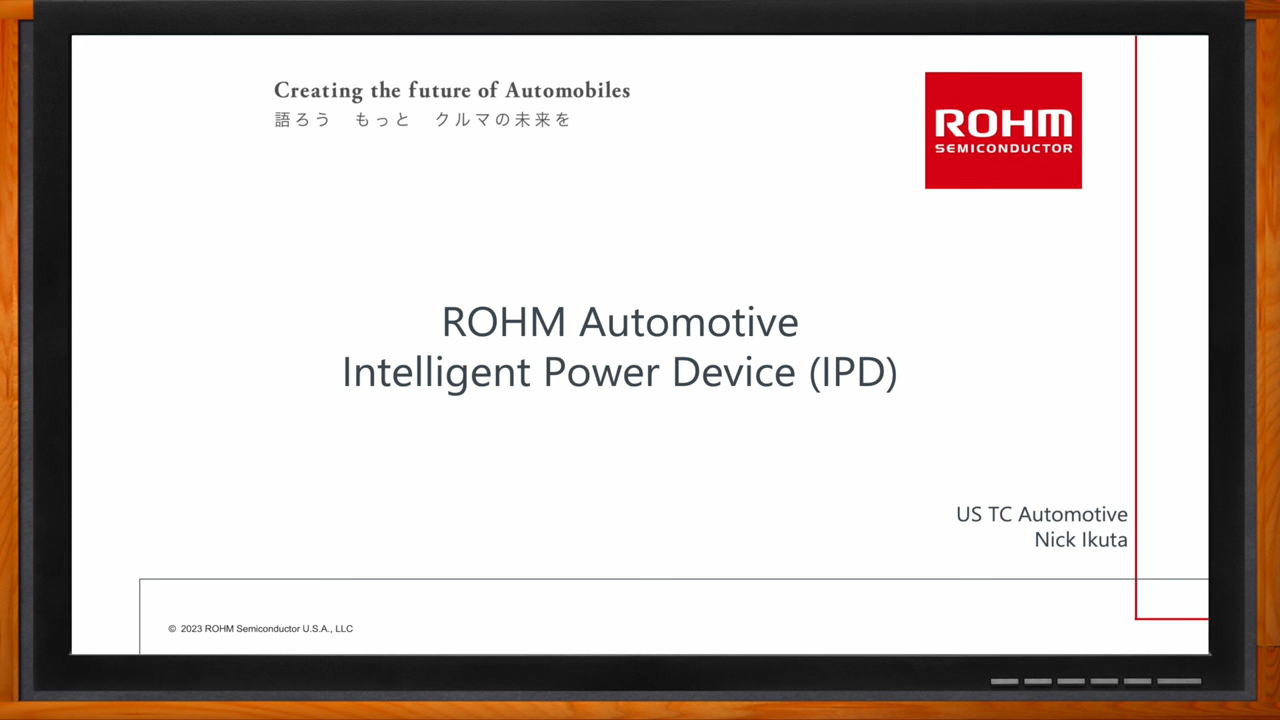 Creating the future of Automobiles
語ろう もっと クルマの未来を
ROHM
SEMICONDUCTOR
ROHM Automotive
Intelligent Power Device (IPD)
US TC Automotive
Nick Ikuta
© 2023 ROHM Semiconductor U.S.A., LLC